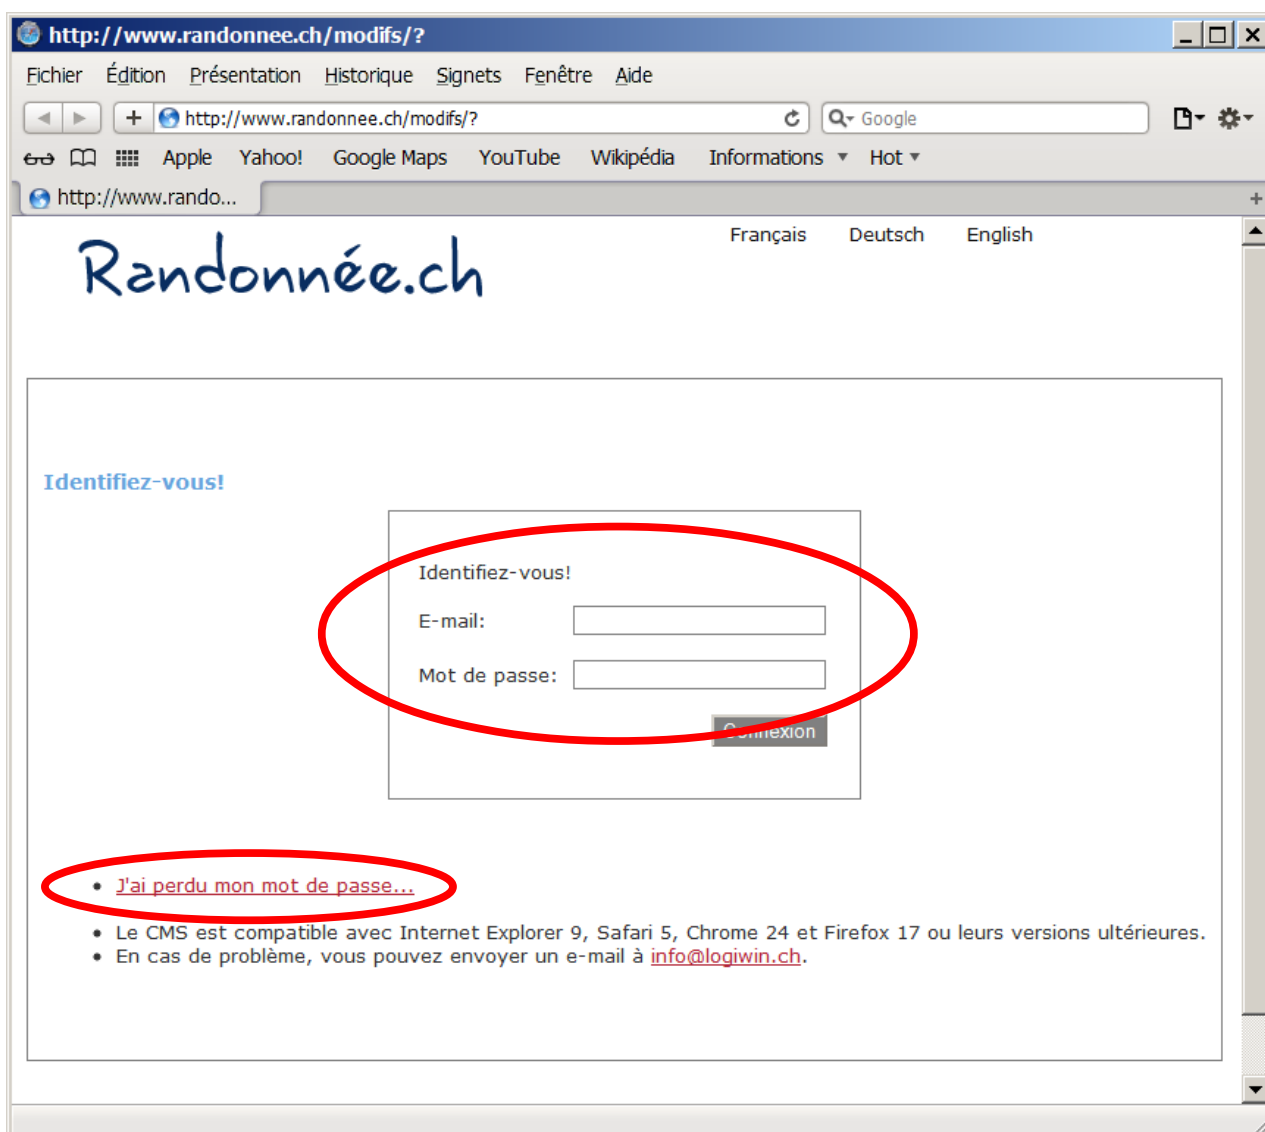 http://www.randonnee.ch/modifs/?
Fichier Édition Présentation Historique Signets Fenêtre Aide
http://www.randonnee.ch/modifs/? Google
Apple Yahoo! Google Maps YouTube Wikipédia Informations Hot
http://www.rando...
Français Deutsch English
Randonnée.ch
Identifiez-vous!
Identifiez-vous!
E-mail:
Mot de passe:
Connexion
J'ai perdu mon mot de passe...
Le CMS est compatible avec Internet Explorer 9, Safari 5, Chrome 24 et Firefox 17 ou leurs versions ultérieures.
En cas de problème, vous pouvez envoyer un e-mail à info@logiwin.ch.